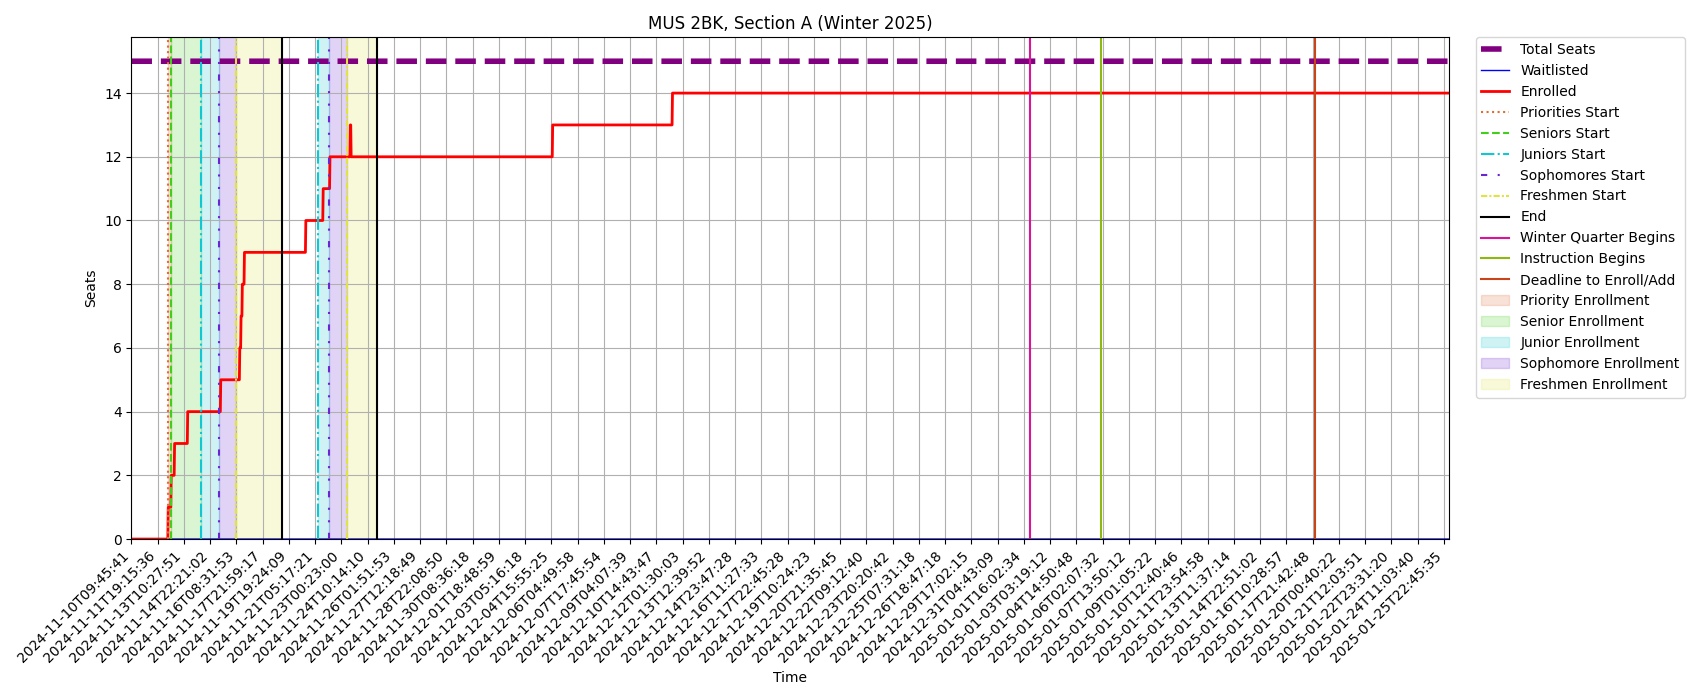 MUS 2BK, Section A (Winter 2025)
Seats
14
12
10
8
6
4
2
0
2024-11-10T09:45:41
2024-11-11T19:15:36
2024-11-13T10:27:51
2024-11-14T22:21:02
2024-11-16T08:31:53
2024-11-17T21:59:17
2024-11-19T19:24:09
2024-11-21T05:17:21
2024-11-23T00:23:00
2024-11-24T10:14:10
2024-11-26T01:51:53
2024-11-27T12:18:49
2024-11-28T22:08:50
2024-11-30T08:36:18
2024-12-01T18:48:59
2024-12-03T05:16:18
2024-12-04T15:55:25
2024-12-06T04:49:58
2024-12-07T17:45:54
2024-12-09T04:07:39
2024-12-10T14:43:47
2024-12-12T01:30:03
2024-12-13T12:39:52
2024-12-14T23:47:28
2024-12-16T11:27:33
2024-12-17T22:45:28
2024-12-19T10:24:23
2024-12-20T21:35:45
2024-12-22T09:12:40
2024-12-23T20:20:42
2024-12-25T07:31:18
2024-12-26T18:47:18
2024-12-29T17:02:15
2024-12-31T04:43:09
2025-01-01T16:02:34
2025-01-03T03:19:12
2025-01-04T14:50:48
2025-01-06T02:07:32
2025-01-07T13:50:12
2025-01-09T01:05:22
2025-01-10T12:40:46
2025-01-11T23:54:58
2025-01-13T11:37:14
2025-01-14T22:51:02
2025-01-16T10:28:57
2025-01-17T21:42:48
2025-01-20T00:40:22
2025-01-21T12:03:51
2025-01-22T23:31:20
2025-01-24T11:03:40
2025-01-25T22:45:35
Time
Total Seats
Waitlisted
Enrolled
Priorities Start
Seniors Start
Juniors Start
Sophomores Start
Freshmen Start
End
Winter Quarter Begins
Instruction Begins
Deadline to Enroll/Add
Priority Enrollment
Senior Enrollment
Junior Enrollment
Sophomore Enrollment
Freshmen Enrollment